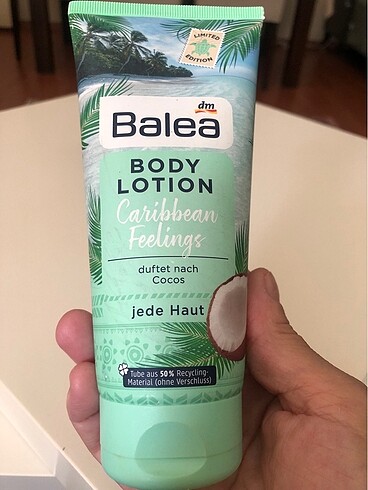 LIMITED
EDITION
dm
Balea
BODY
LOTION
Caribbean
Feelings
duftet nach
Cocos
jede Haut
Tube aus 50% Recycling-
Material (ohne Verschluss)